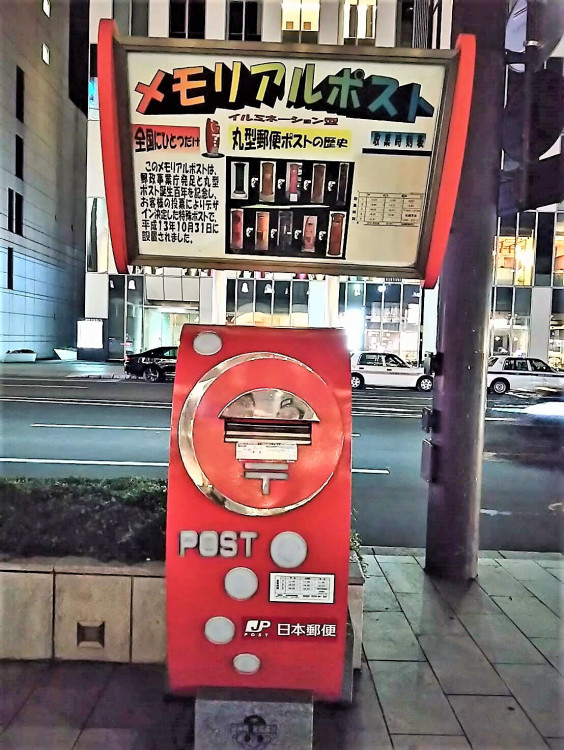 メモリアルポスト
イルミネーション型
全国にひとつだけ
丸型郵便ポストの歴史
収集時刻表
このメモリアルポストは、
郵政事業庁発足と丸型
ポスト誕生百年を記念し、
お客様の投票によりデザ
イン決定した特殊ポストで、
平成13年10月31日に
設置されました。
POST
JP
POST
日本郵便